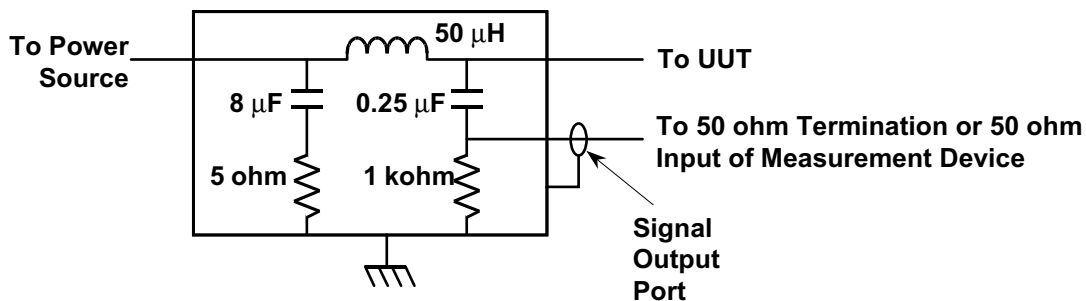 To Power
Source
50 μH
To UUT
8 μF
0.25 μF
To 50 ohm Termination or 50 ohm
Input of Measurement Device
5 ohm
1 kohm
Signal
Output
Port